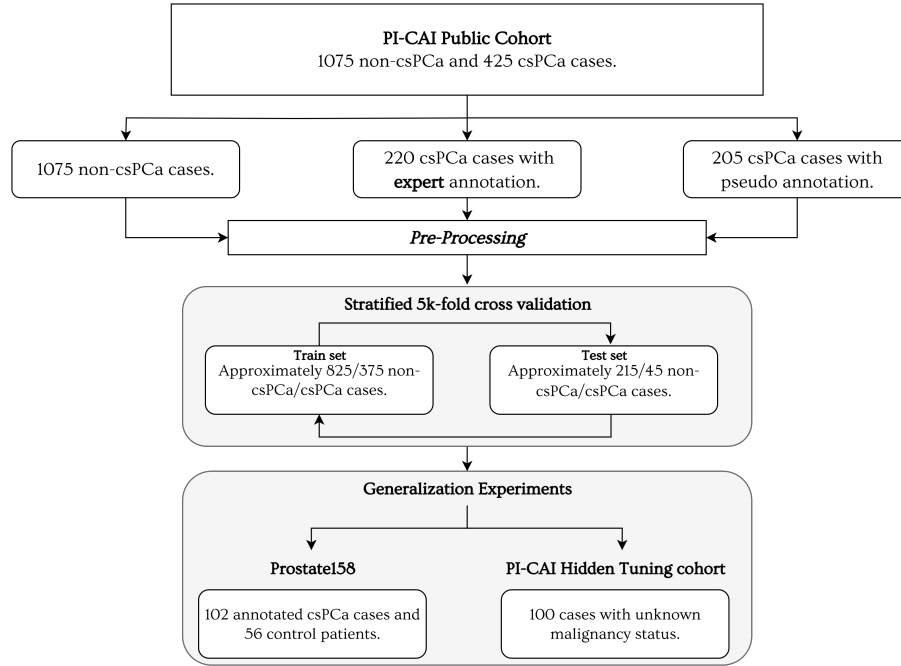 PI-CAI Public Cohort
1075 non-csPCa and 425 csPCa cases.
1075 non-csPCa cases.
220 csPCa cases with
expert annotation.
205 csPCa cases with
pseudo annotation.
Pre-Processing
Stratified 5k-fold cross validation
Train set
Approximately 825/375 non-
csPCa/csPCa cases.
Test set
Approximately 215/45 non-
csPCa/csPCa cases.
Generalization Experiments
Prostate158
102 annotated csPCa cases and
56 control patients.
PI-CAI Hidden Tuning cohort
100 cases with unknown
malignancy status.